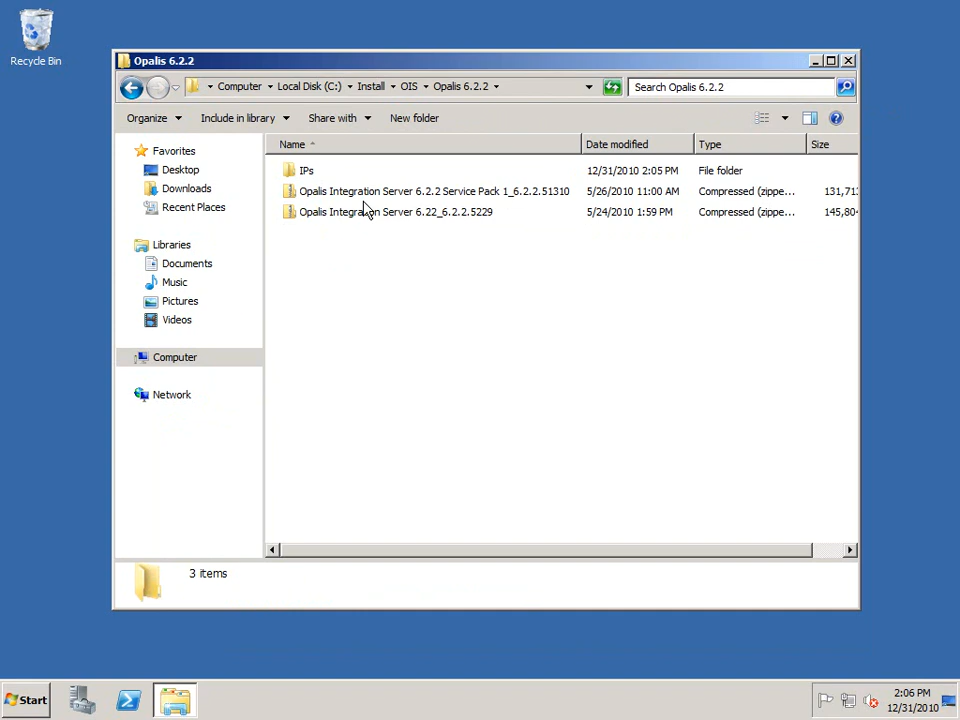 Recycle Bin
Opalis 6.2.2
Computer Local Disk (C:) Install OIS Opalis 6.2.2
Search Opalis 6.2.2
Organize Include in library Share with New folder
Name Date modified Type Size
Favorites
Desktop
Downloads
Recent Places
Libraries
Documents
Music
Pictures
Videos
Computer
Network
IPs 12/31/2010 2:05 PM File folder
Opalis Integration Server 6.2.2 Service Pack 1_6.2.2.51310 5/26/2010 11:00 AM Compressed (zippe... 131,71
Opalis Integration Server 6.22_6.2.2.5229 5/24/2010 1:59 PM Compressed (zippe... 145,80
3 items
Start
2:06 PM
12/31/2010